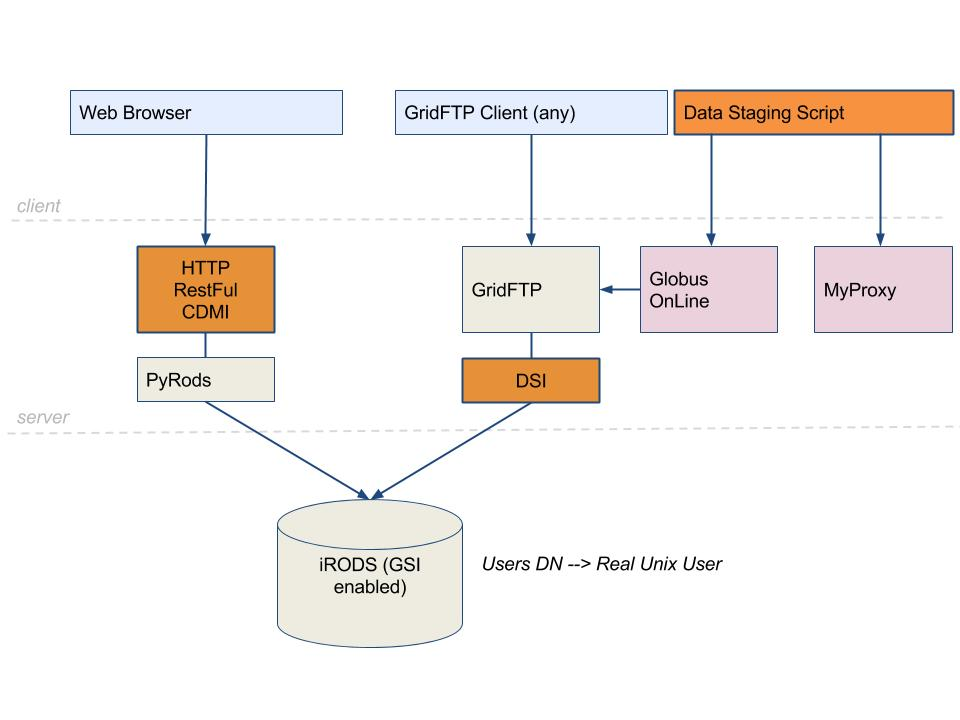 Web Browser
GridFTP Client (any)
Data Staging Script
client
HTTP
RestFul
CDMI
GridFTP
Globus
OnLine
MyProxy
PyRods
DSI
server
iRODS (GSI
enabled)
Users DN --> Real Unix User